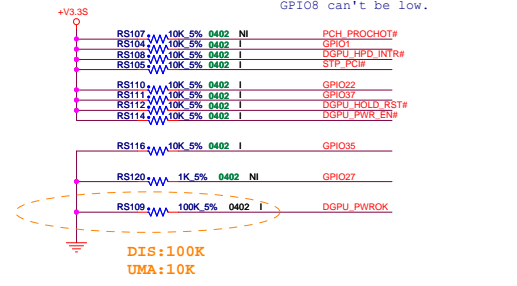 GPIO8 can't be low.
+V3.3S
RS107 10K_5% 0402 NI PCH_PROCHOT#
RS104 10K_5% 0402 I GPIO1
RS108 10K_5% 0402 I DGPU_HPD_INTR#
RS105 10K_5% 0402 I STP_PCI#
RS110 10K_5% 0402 I GPIO22
RS111 10K_5% 0402 I GPIO37
RS112 10K_5% 0402 I DGPU_HOLD_RST#
RS114 10K_5% 0402 I DGPU_PWR_EN#
RS116 10K_5% 0402 I GPIO35
RS120 1K_5% 0402 NI GPIO27
RS109 100K_5% 0402 I DGPU_PWROK
DIS:100K
UMA:10K